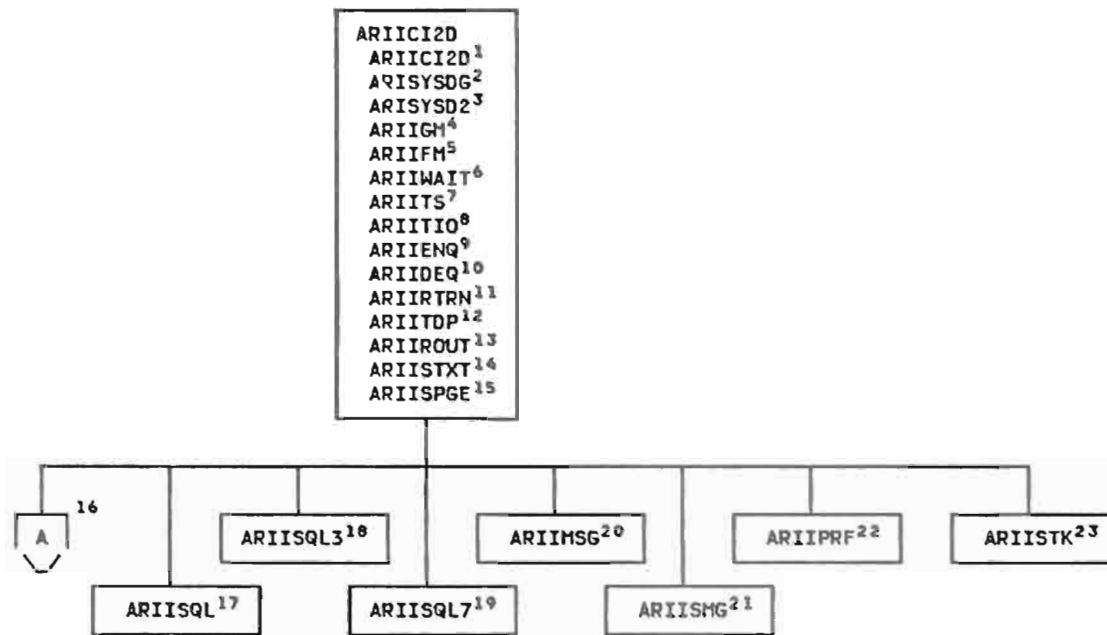 ARIICI2D
ARIICI2D¹
ARISYSDG²
ARISYSD2³
ARIIGM⁴
ARIIFM⁵
ARIIWAIT⁶
ARIITS⁷
ARIITIO⁸
ARIIENQ⁹
ARIIDEQ¹⁰
ARIIRTRN¹¹
ARIITDP¹²
ARIIROUT¹³
ARIISTXT¹⁴
ARIISPGE¹⁵
A¹⁶
ARIISQL3¹⁸
ARIIMSG²⁰
ARIIPRF²²
ARIISTK²³
ARIISQL¹⁷
ARIISQL7¹⁹
ARIISMG²¹